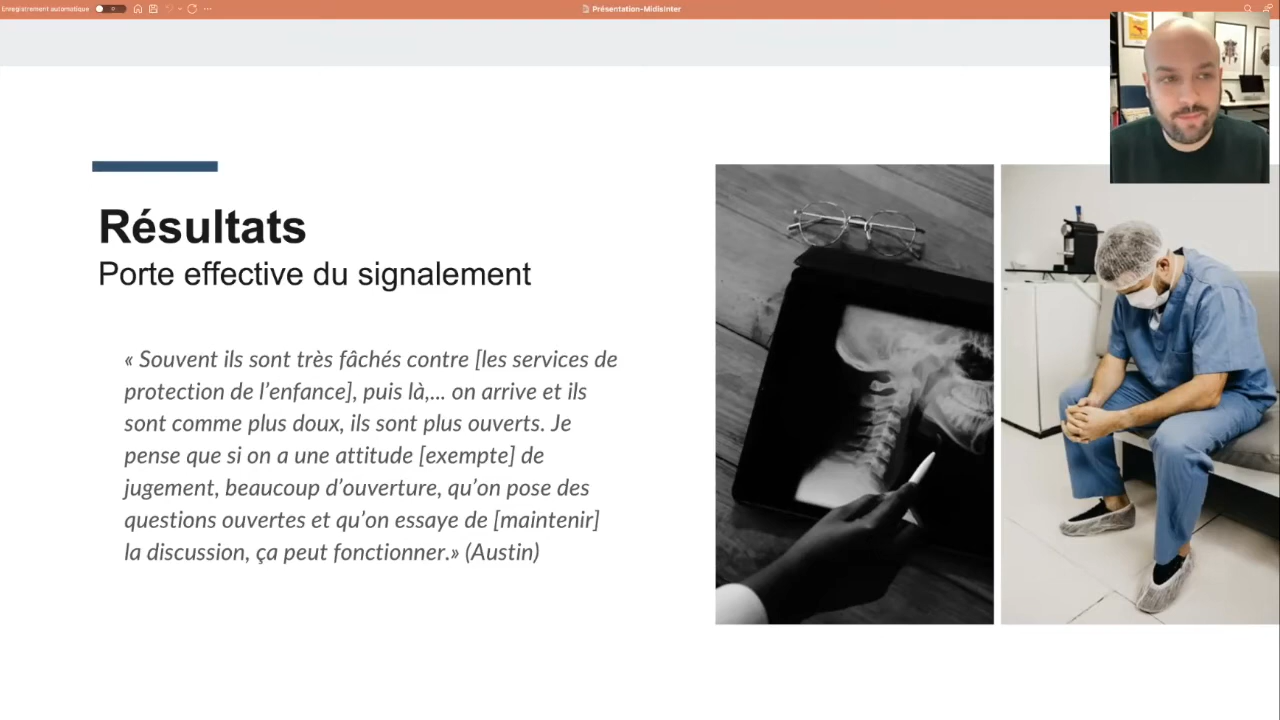 Enregistrement automatique
Présentation-MidisInter
Résultats
Porte effective du signalement
« Souvent ils sont très fâchés contre [les services de
protection de l’enfance], puis là,... on arrive et ils
sont comme plus doux, ils sont plus ouverts. Je
pense que si on a une attitude [exempte] de
jugement, beaucoup d’ouverture, qu’on pose des
questions ouvertes et qu’on essaye de [maintenir]
la discussion, ça peut fonctionner.» (Austin)